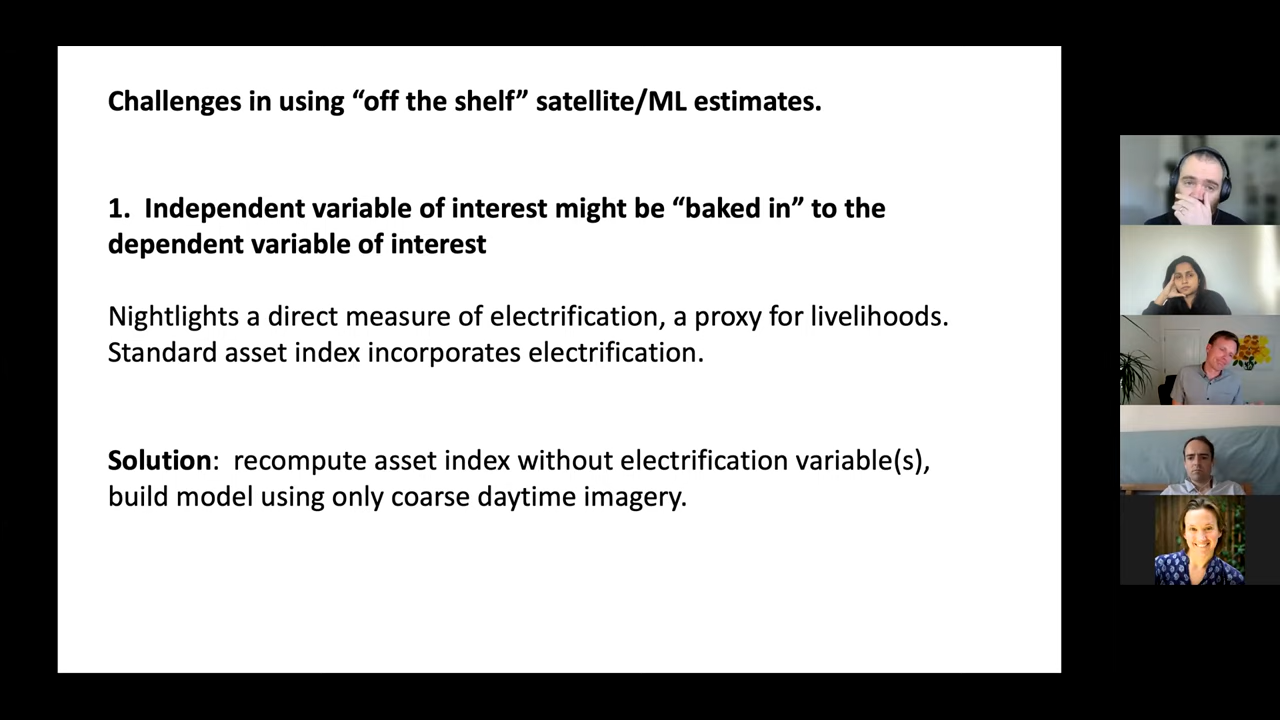 Challenges in using “off the shelf” satellite/ML estimates.
1.  Independent variable of interest might be “baked in” to the
dependent variable of interest
Nightlights a direct measure of electrification, a proxy for livelihoods.
Standard asset index incorporates electrification.
Solution:  recompute asset index without electrification variable(s),
build model using only coarse daytime imagery.